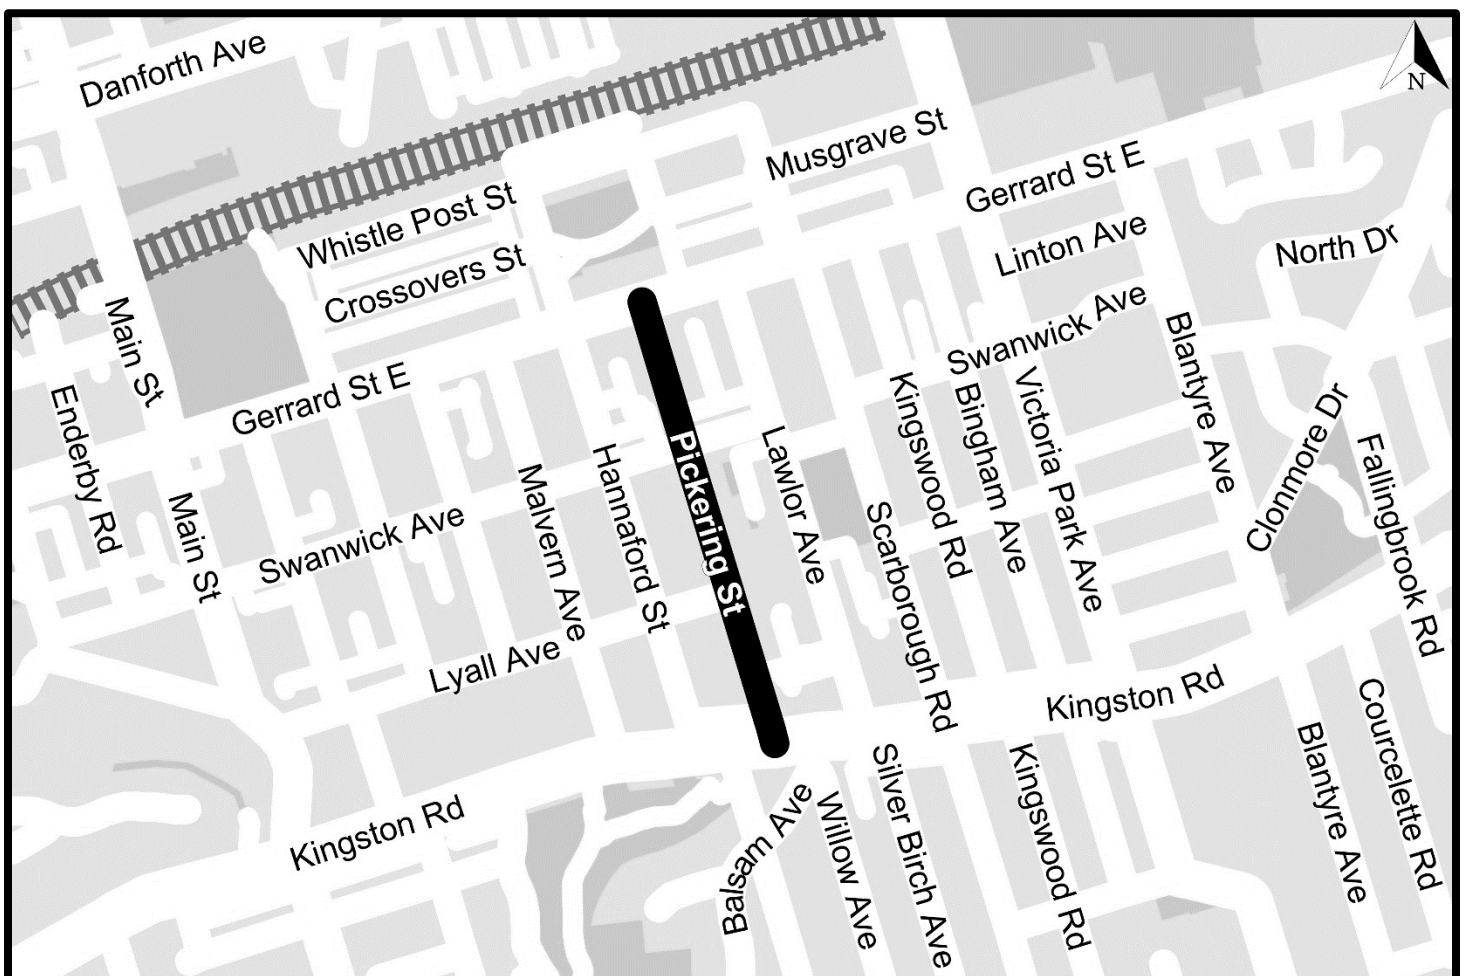 Danforth Ave
N
Musgrave St
Gerrard St E
Whistle Post St
Linton Ave
North Dr
Crossovers St
Swanwick Ave
Main St
Blantyre Ave
Gerrard St E
Enderby Rd
Kingswood Rd
Bingham Ave
Victoria Park Ave
Clonmore Dr
Fallingbrook Rd
Lawlor Ave
Pickering St
Hannaford St
Malvern Ave
Main St
Swanwick Ave
Scarborough Rd
Lyall Ave
Kingston Rd
Courcelette Rd
Blantyre Ave
Kingston Rd
Balsam Ave
Willow Ave
Silver Birch Ave
Kingswood Rd